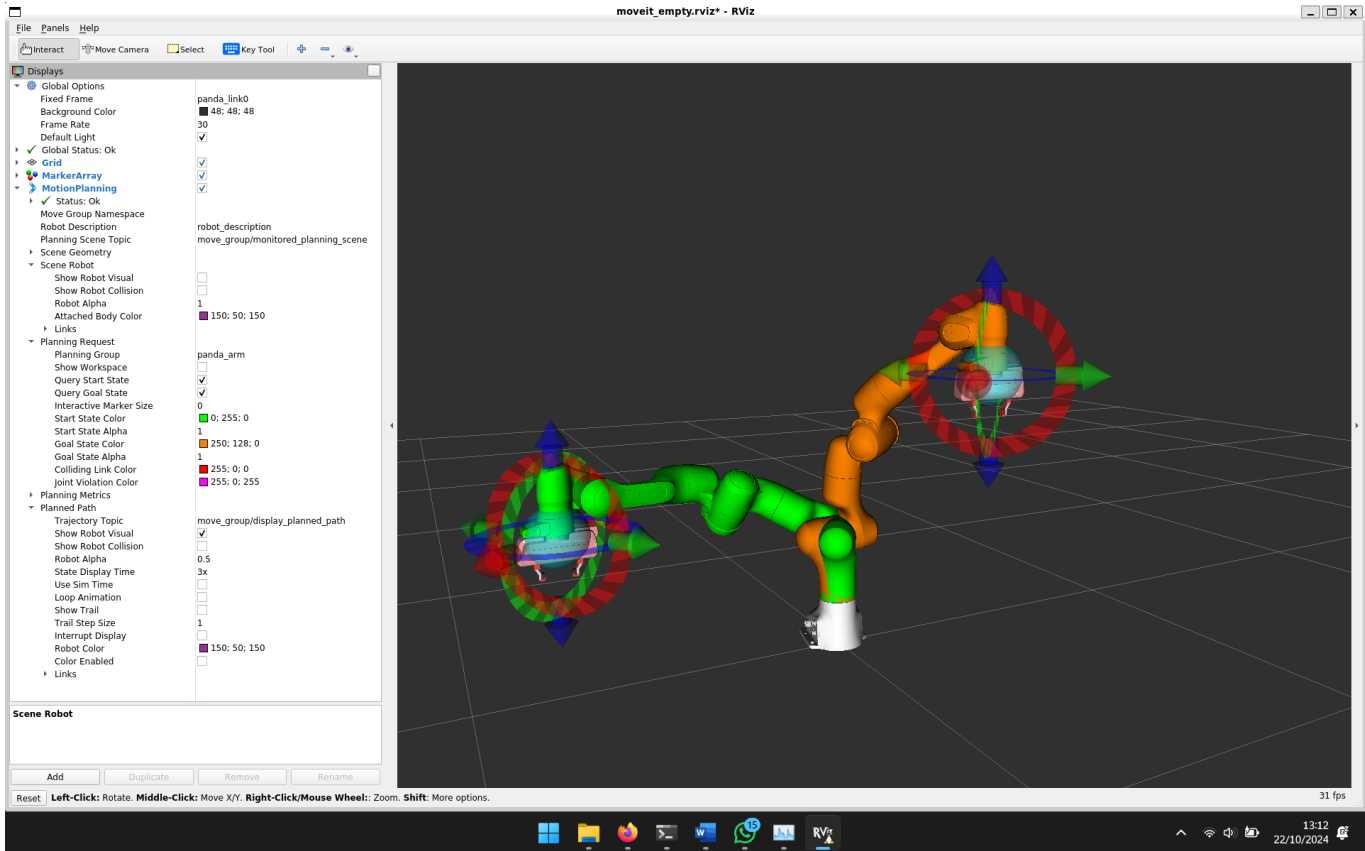 moveit_empty.rviz* - RViz
File Panels Help
Interact Move Camera Select Key Tool
Displays
Global Options
Fixed Frame panda_link0
Background Color 48; 48; 48
Frame Rate 30
Default Light
Global Status: Ok
Grid
MarkerArray
MotionPlanning
Status: Ok
Move Group Namespace
Robot Description robot_description
Planning Scene Topic move_group/monitored_planning_scene
Scene Geometry
Scene Robot
Show Robot Visual
Show Robot Collision
Robot Alpha 1
Attached Body Color 150; 50; 150
Links
Planning Request
Planning Group panda_arm
Show Workspace
Query Start State
Query Goal State
Interactive Marker Size 0
Start State Color 0; 255; 0
Start State Alpha 1
Goal State Color 250; 128; 0
Goal State Alpha 1
Colliding Link Color 255; 0; 0
Joint Violation Color 255; 0; 255
Planning Metrics
Planned Path
Trajectory Topic move_group/display_planned_path
Show Robot Visual
Show Robot Collision
Robot Alpha 0.5
State Display Time 3x
Use Sim Time
Loop Animation
Show Trail
Trail Step Size 1
Interrupt Display
Robot Color 150; 50; 150
Color Enabled
Links
Scene Robot
Add Duplicate Remove Rename
Reset Left-Click: Rotate. Middle-Click: Move X/Y. Right-Click/Mouse Wheel:: Zoom. Shift: More options. 31 fps
W 15 RViz 13:12
22/10/2024